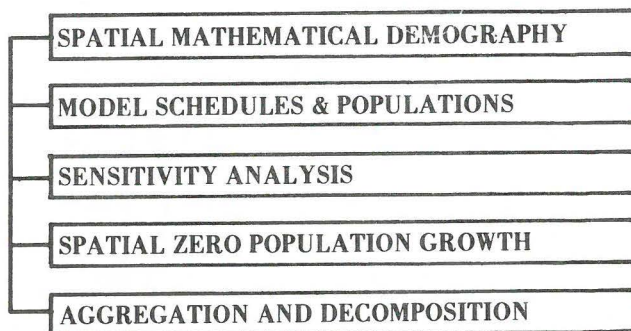 SPATIAL MATHEMATICAL DEMOGRAPHY
MODEL SCHEDULES & POPULATIONS
SENSITIVITY ANALYSIS
SPATIAL ZERO POPULATION GROWTH
AGGREGATION AND DECOMPOSITION